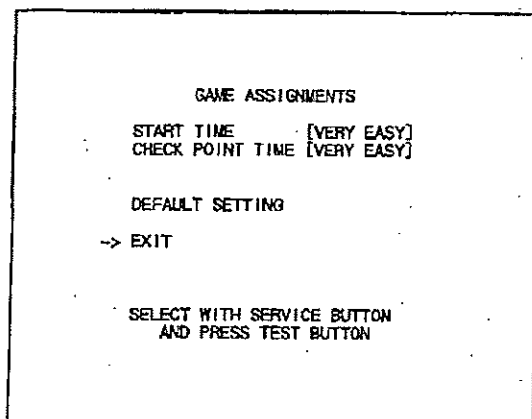 GAME ASSIGNMENTS
START TIME [VERY EASY]
CHECK POINT TIME [VERY EASY]
DEFAULT SETTING
-> EXIT
SELECT WITH SERVICE BUTTON
AND PRESS TEST BUTTON